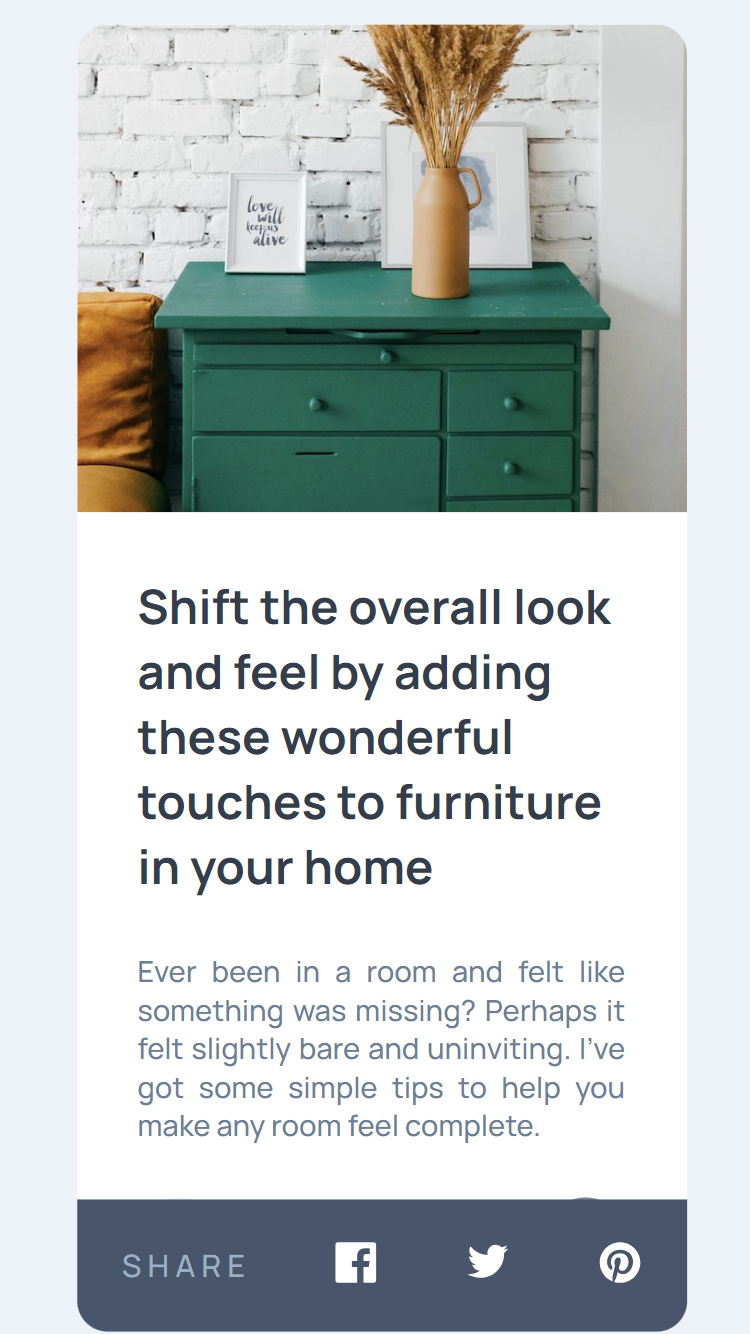 love
will
keep us
alive
Shift the overall look
and feel by adding
these wonderful
touches to furniture
in your home
Ever been in a room and felt like
something was missing? Perhaps it
felt slightly bare and uninviting. I’ve
got some simple tips to help you
make any room feel complete.
SHARE